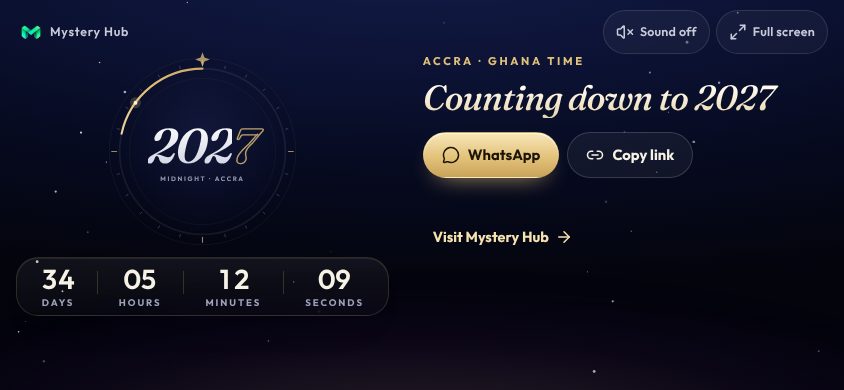 Mystery Hub
Sound off
Full screen
ACCRA · GHANA TIME
Counting down to 2027
WhatsApp
Copy link
Visit Mystery Hub
2027
MIDNIGHT · ACCRA
34 05 12 09
DAYS HOURS MINUTES SECONDS